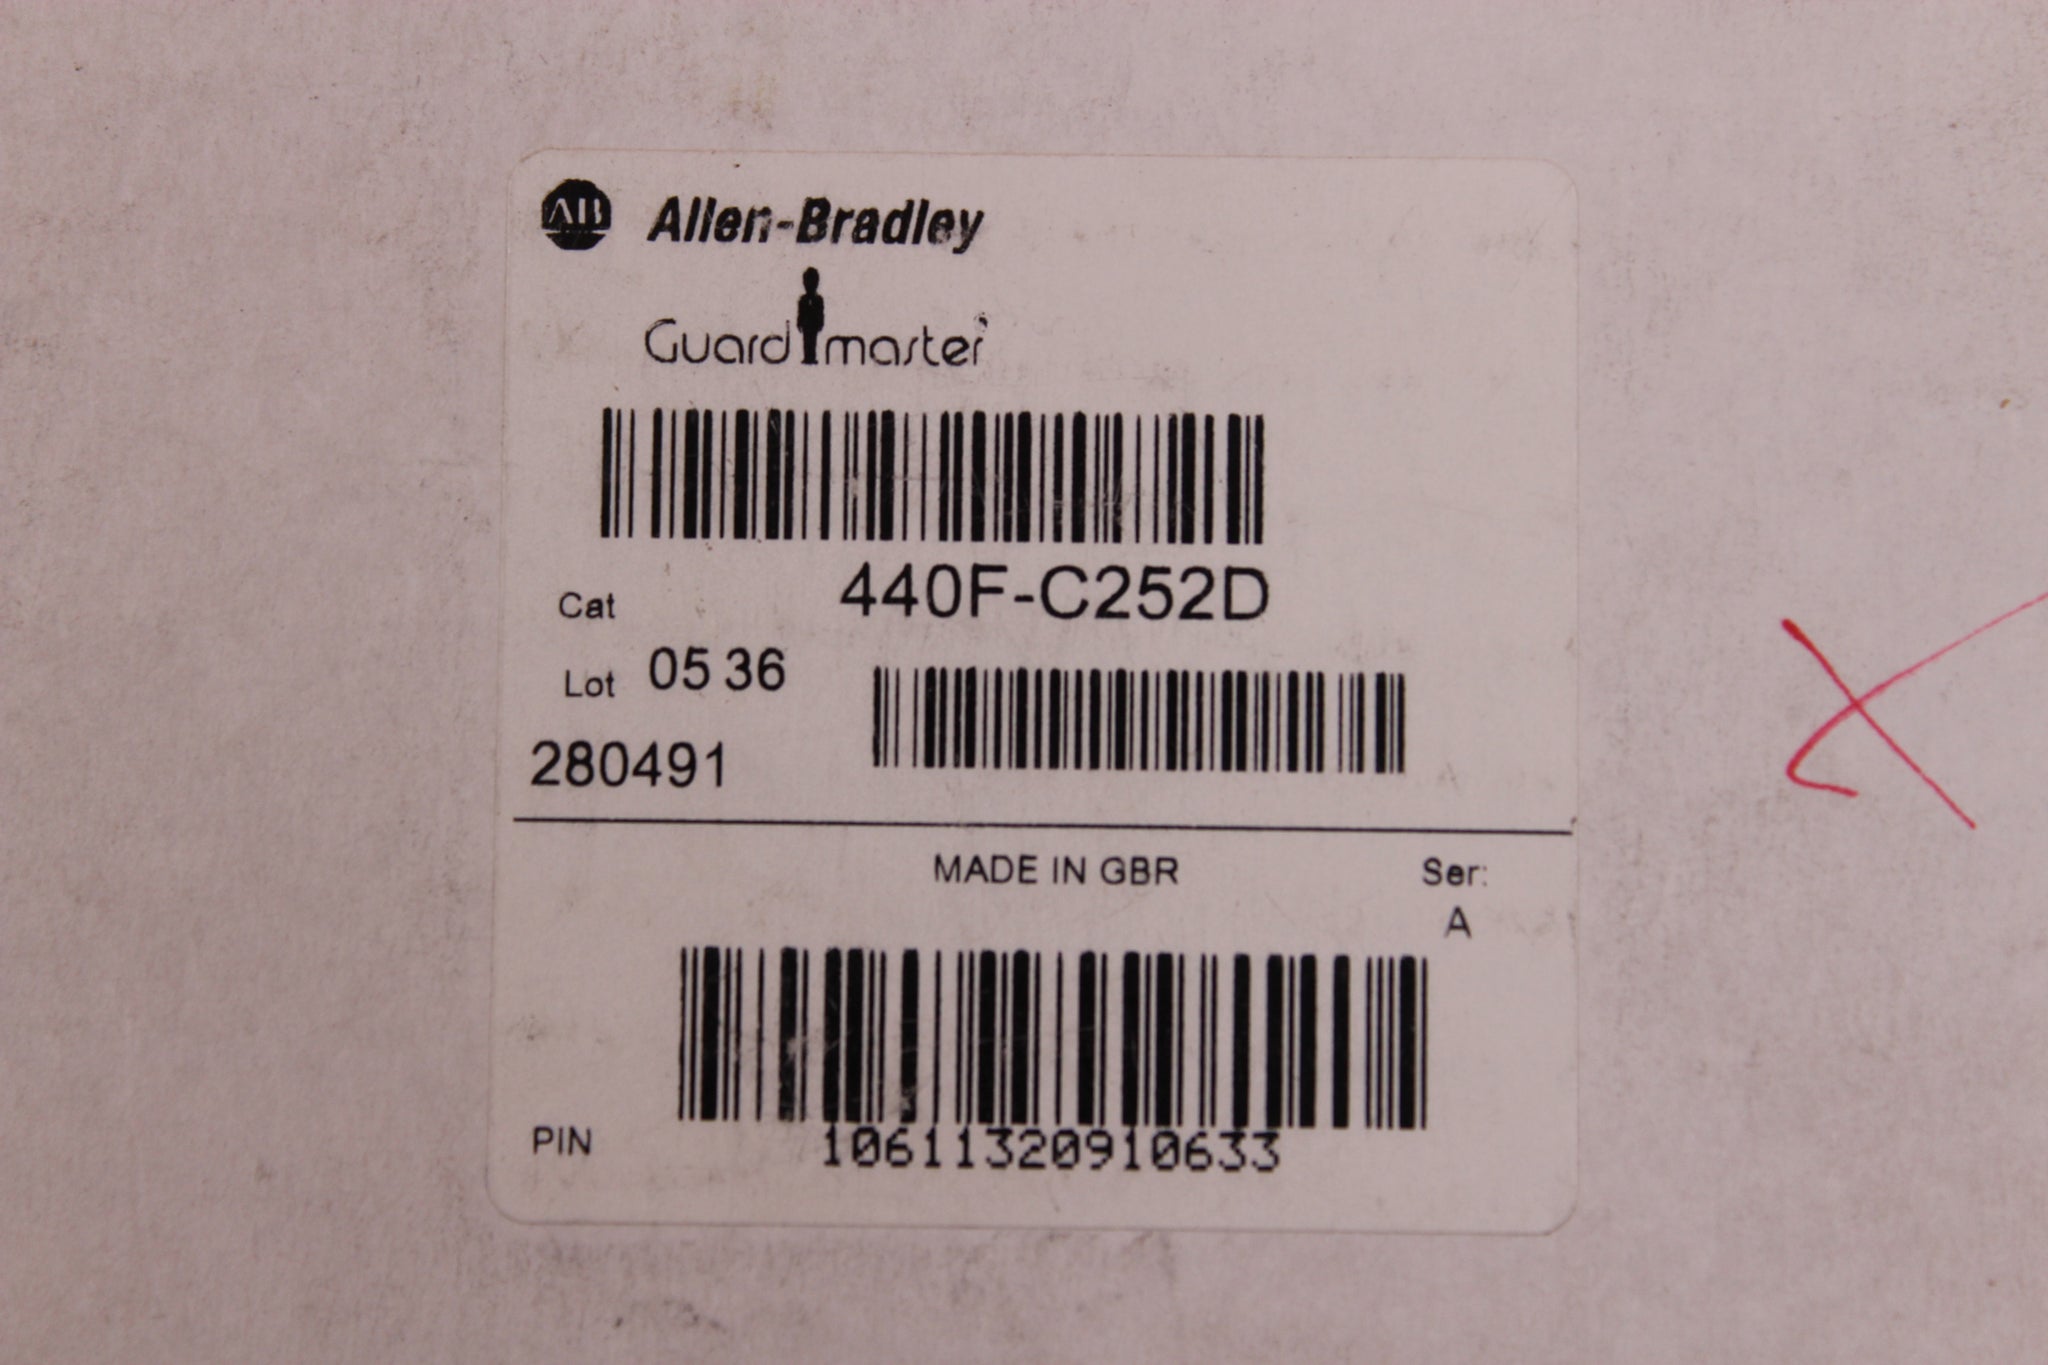 AB Allen-Bradley
Guardmaster
440F-C252D
Cat
Lot 05 36
280491
MADE IN GBR
Ser:
A
PIN
10611320910633